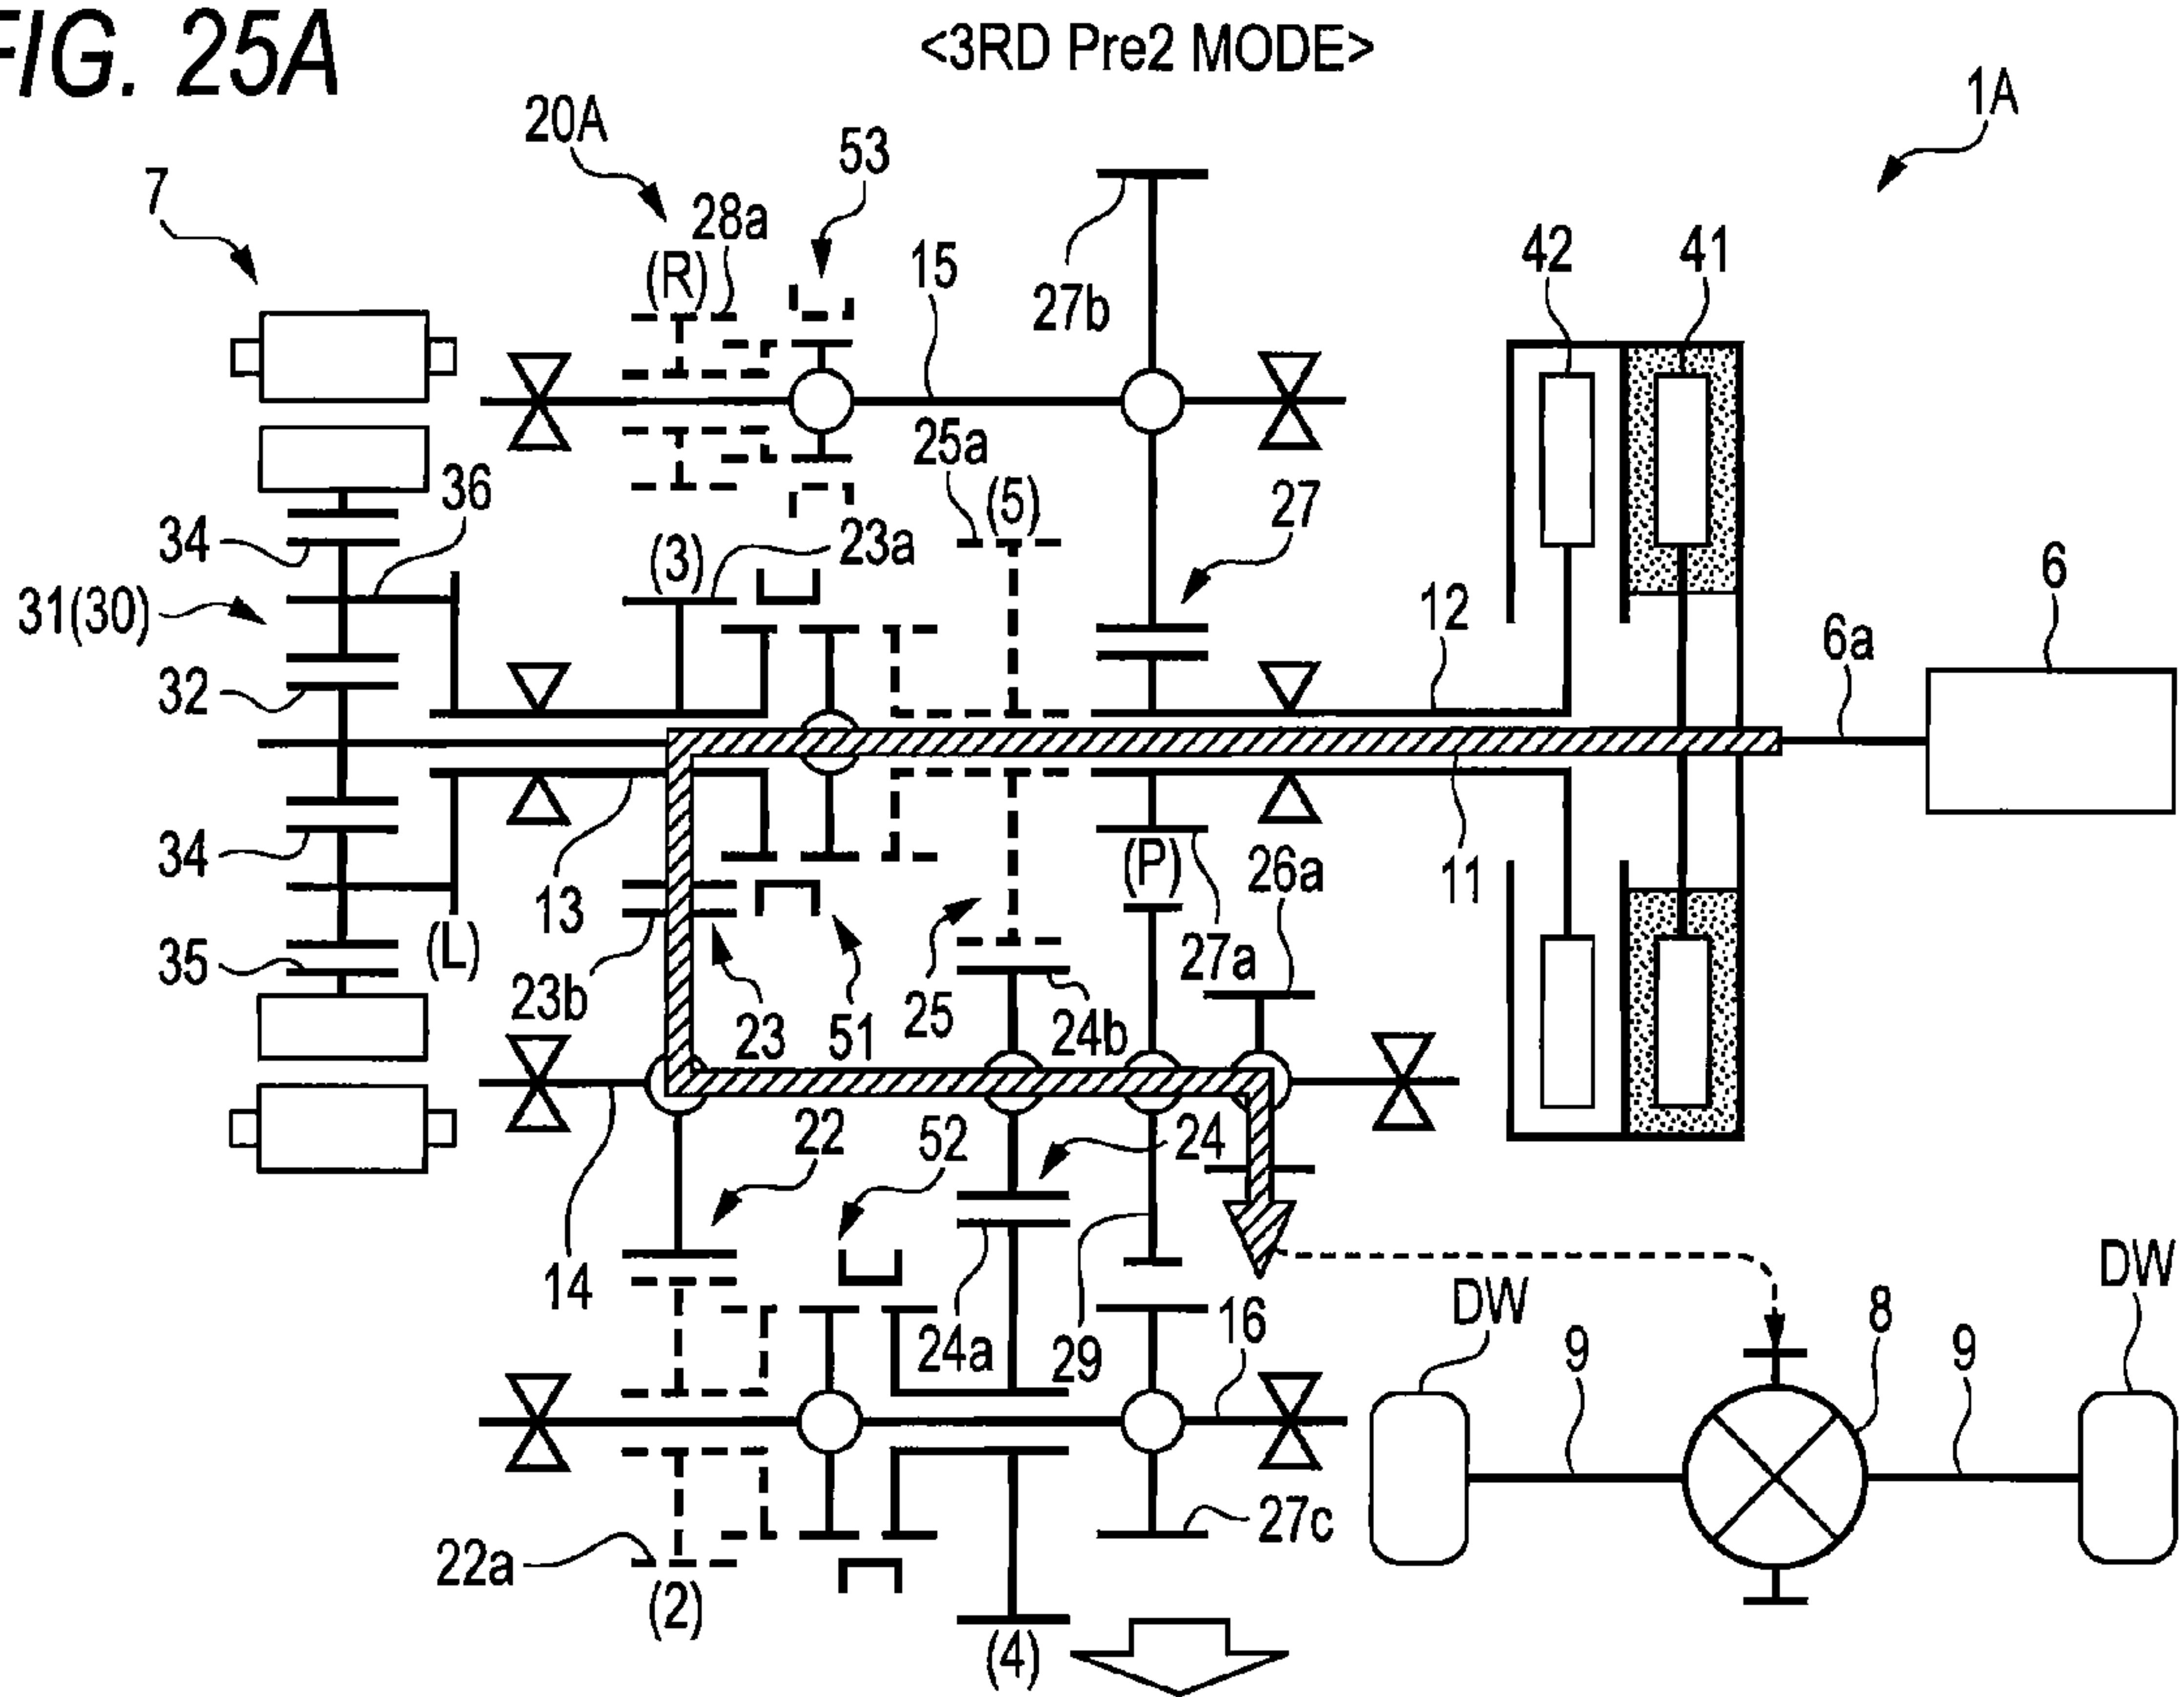 FIG. 25A
<3RD Pre2 MODE>
1A
20A
53
7
28a
(R)
15
27b
42
41
25a
(5)
36
27
34
(3)
23a
6
31(30)
12
6a
32
34
13
(P)
26a
11
(L)
35
23b
27a
23
51
25
24b
22
52
24
14
DW
DW
24a
29
16
9
8
9
22a
27c
(2)
(4)